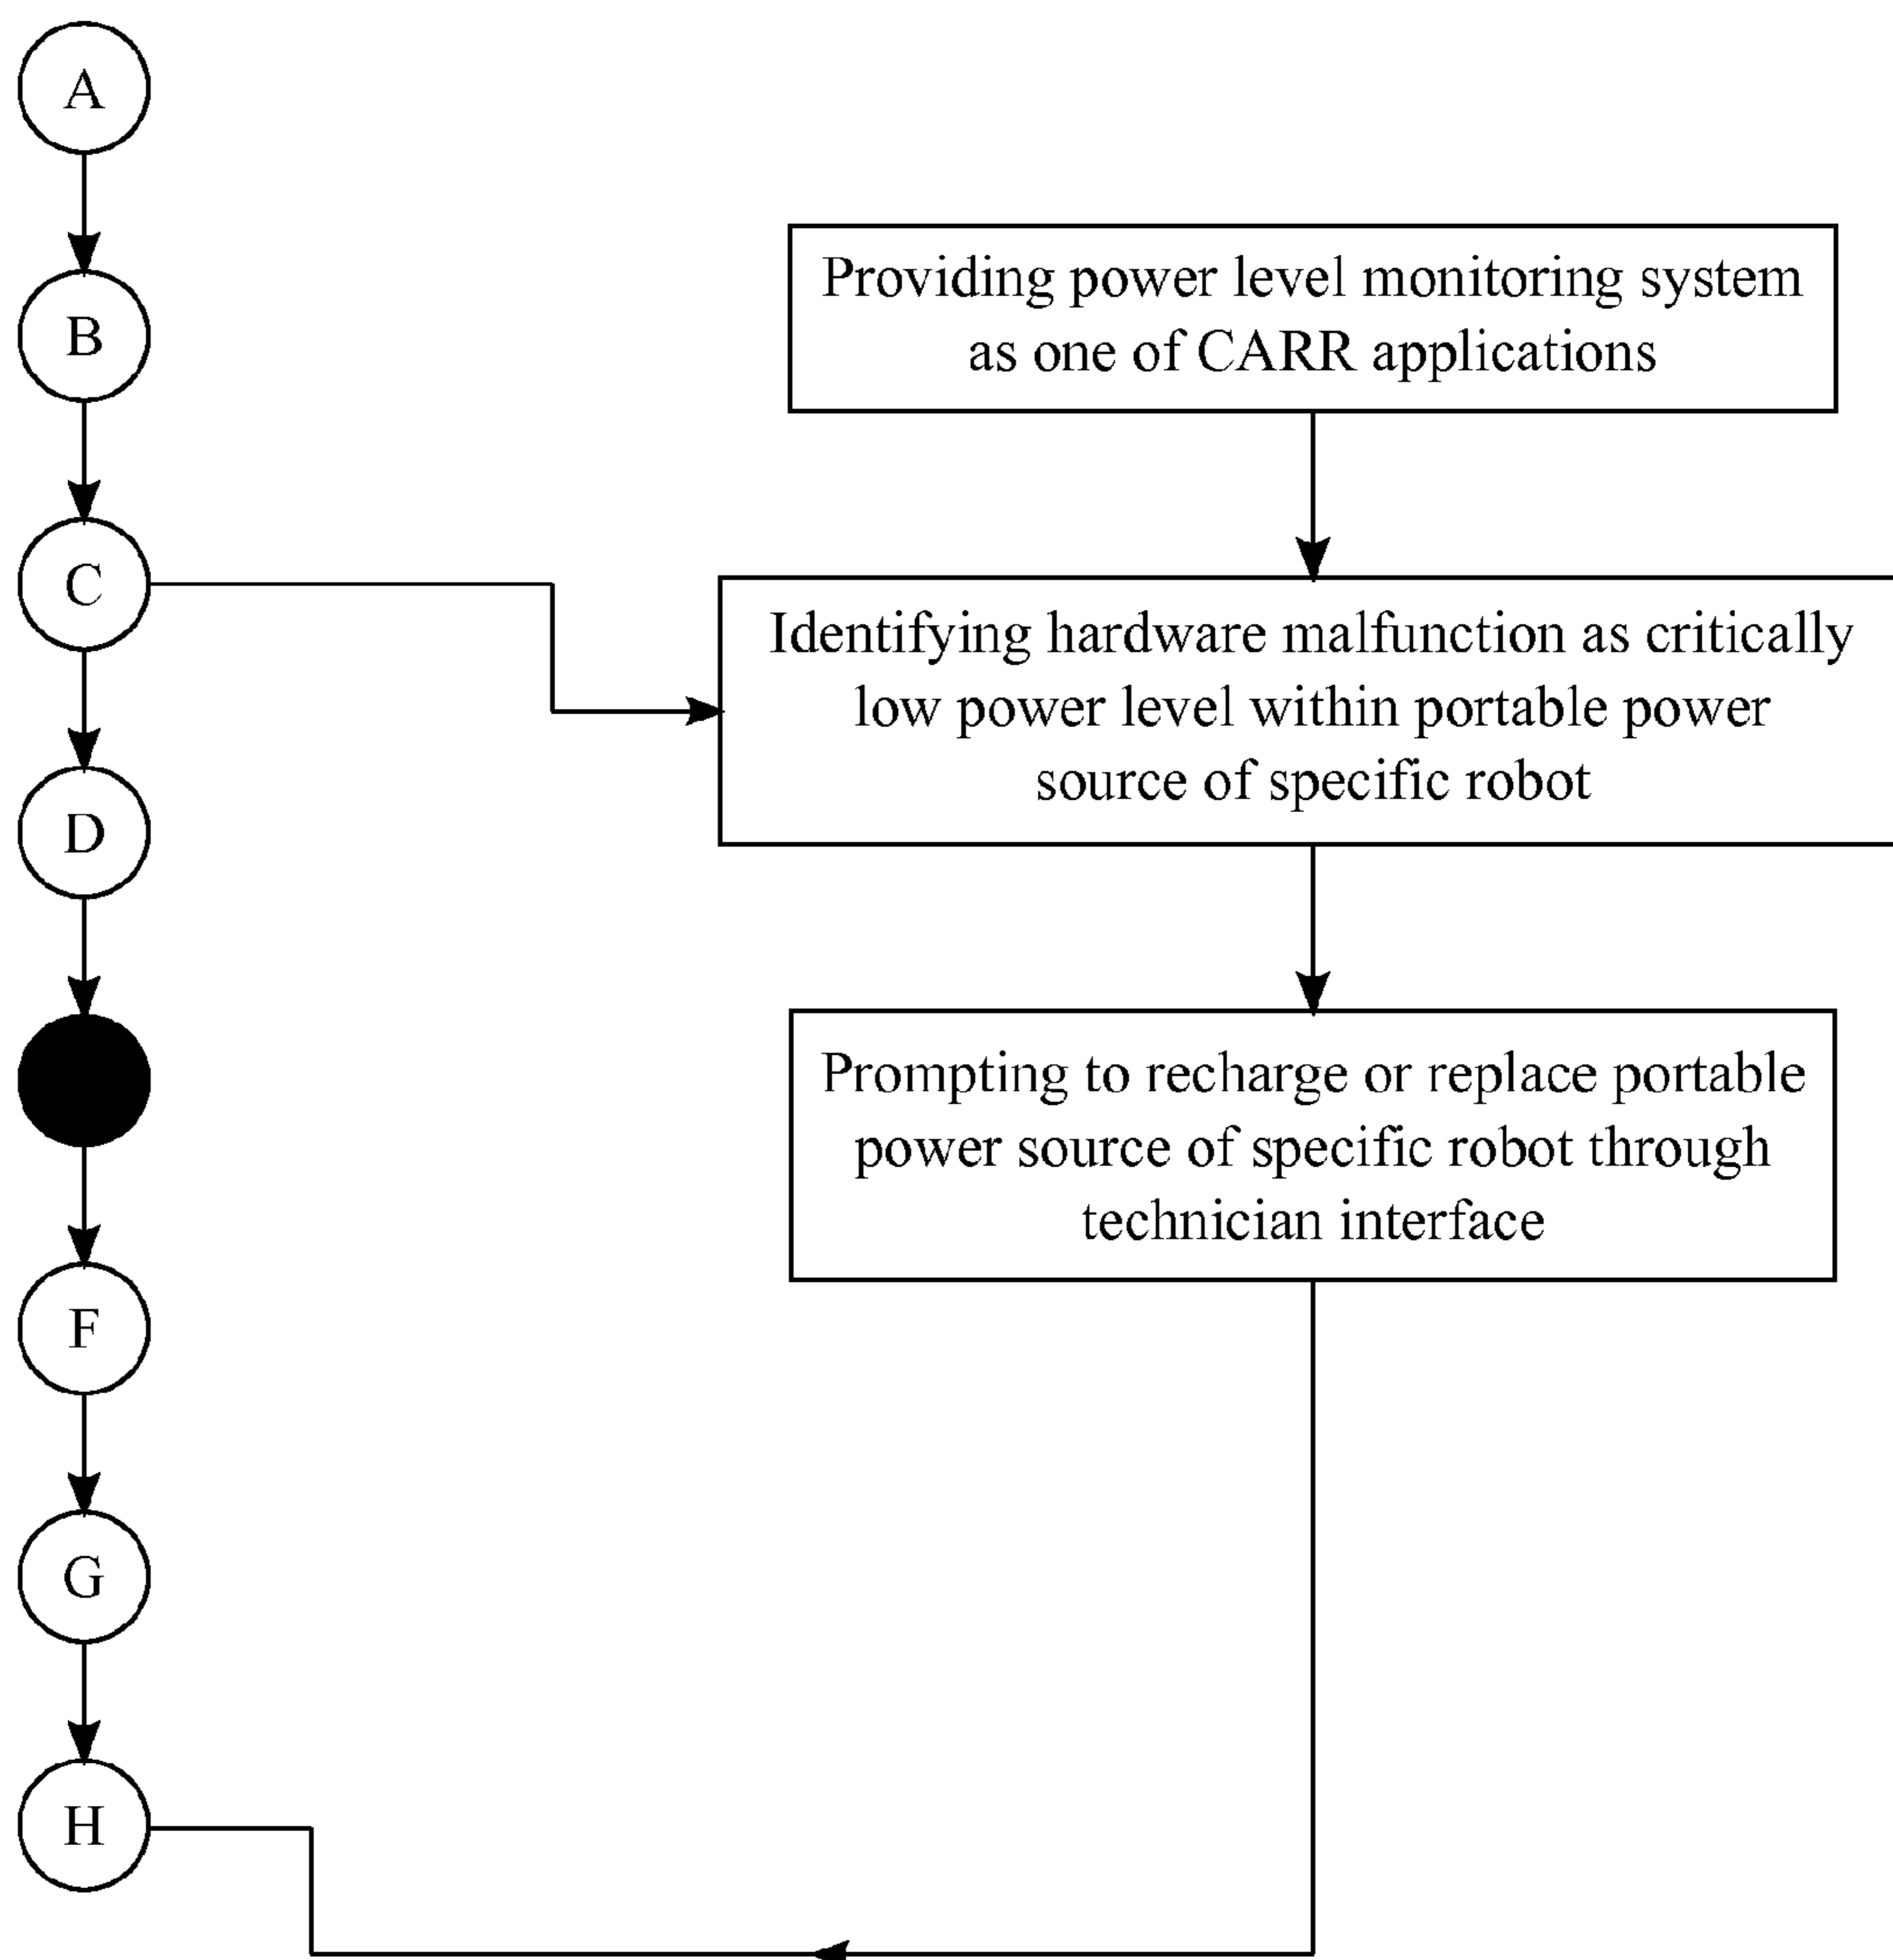 A
B
C
D
F
G
H
Providing power level monitoring system
as one of CARR applications
Identifying hardware malfunction as critically
low power level within portable power
source of specific robot
Prompting to recharge or replace portable
power source of specific robot through
technician interface